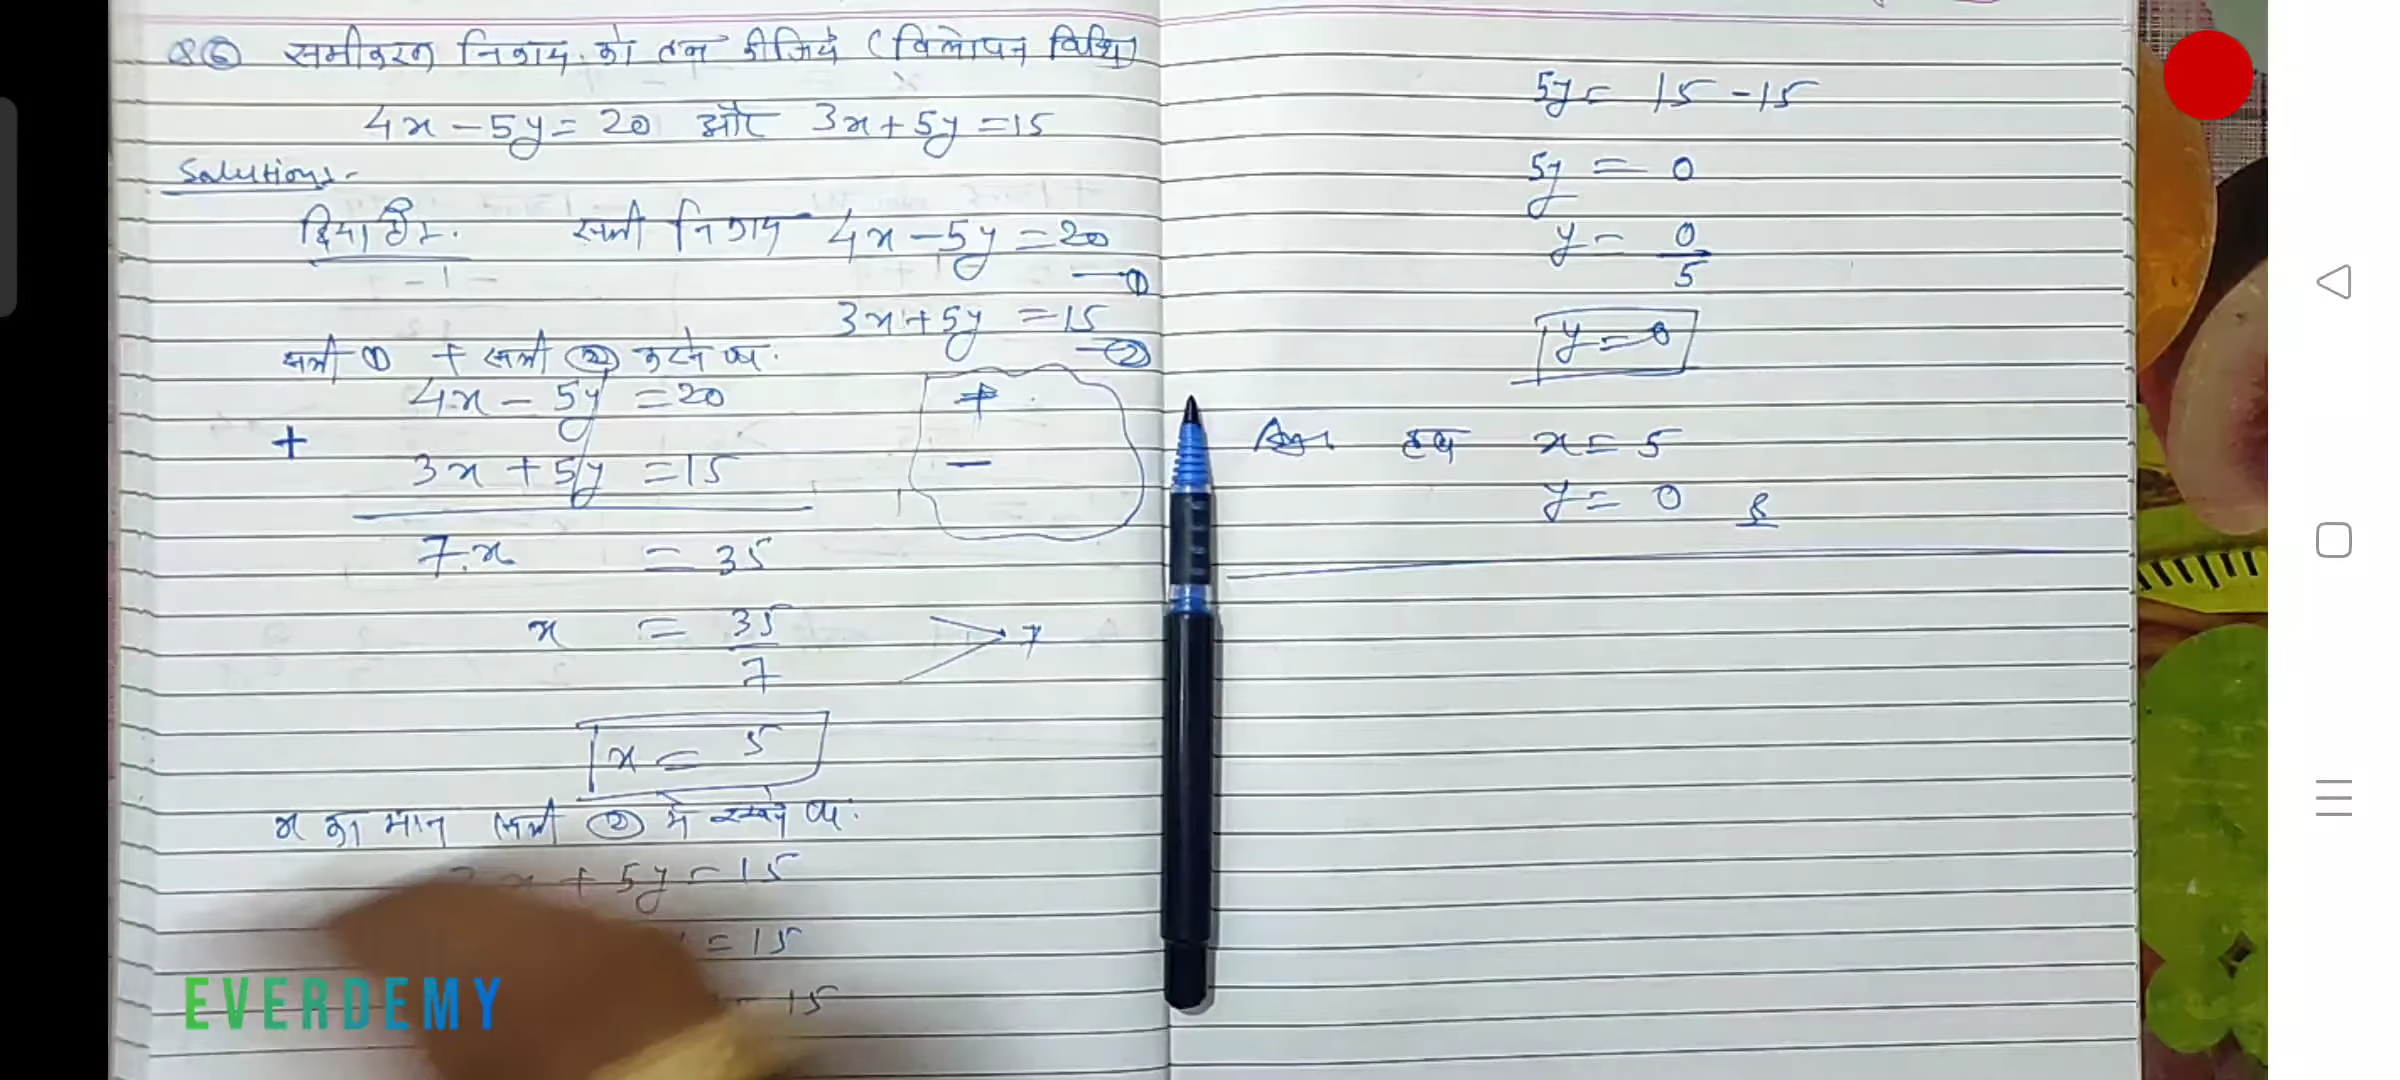 Q⑥ समीकरण निकाय को हल कीजिये (विलोपन विधि)
4x - 5y = 20 और 3x + 5y = 15
Solutions -
दिया है:- समी निकाय 4x - 5y = 20
—①
3x + 5y = 15
—②
समी ① + समी ② करने पर.
4x - 5y = 20
+
3x + 5y = 15
7x = 35
x = 35/7
x = 5
x का मान समी ② मे रखने पर.
x + 5y = 15
= 15
15
+
-
7
5y = 15 - 15
5y = 0
y = 0/5
y = 0
Ans हल x = 5
y = 0
EVERDEMY